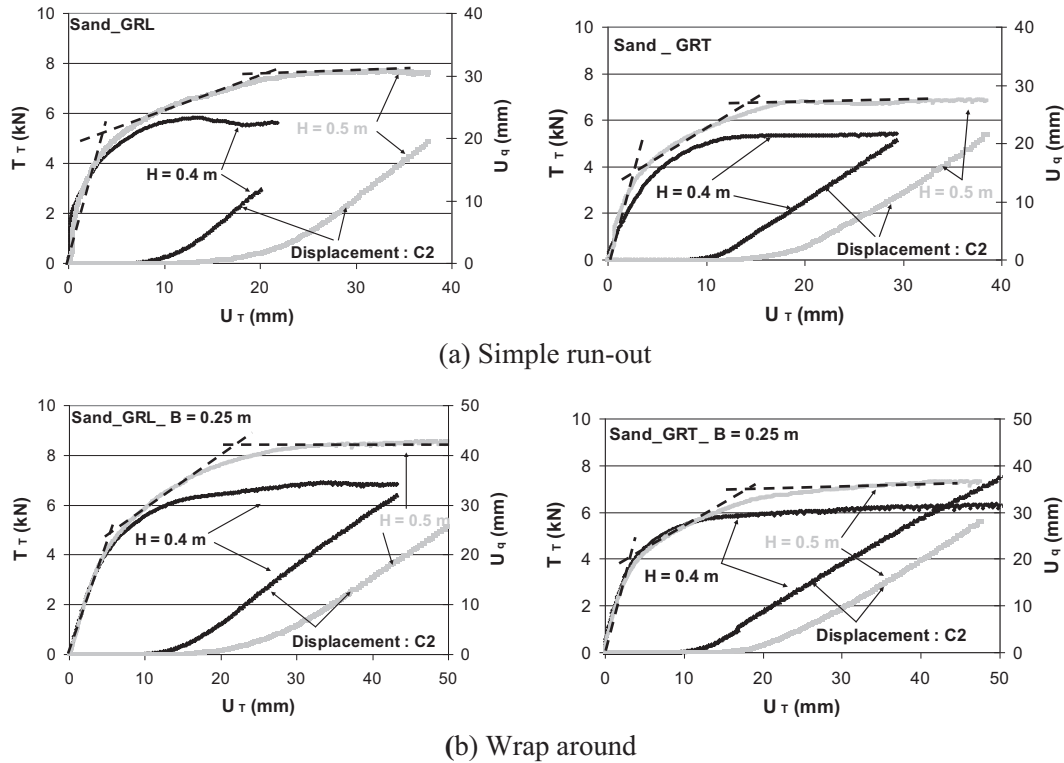 Sand_GRL
10
8
6
4
2
0
T T (kN)
40
30
20
10
0
U q (mm)
H = 0.5 m
H = 0.4 m
Displacement : C2
0 10 20 30 40
U T (mm)
Sand _ GRT
10
8
6
4
2
0
T T (kN)
40
30
20
10
0
U q (mm)
H = 0.4 m
H = 0.5 m
Displacement : C2
0 10 20 30 40
U T (mm)
(a) Simple run-out
Sand_GRL_ B = 0.25 m
10
8
6
4
2
0
T T (kN)
50
40
30
20
10
0
U q (mm)
H = 0.5 m
H = 0.4 m
Displacement : C2
0 10 20 30 40 50
U T (mm)
Sand_GRT_ B = 0.25 m
10
8
6
4
2
0
T T (kN)
50
40
30
20
10
0
U q (mm)
H = 0.5 m
H = 0.4 m
Displacement : C2
0 10 20 30 40 50
U T (mm)
(b) Wrap around